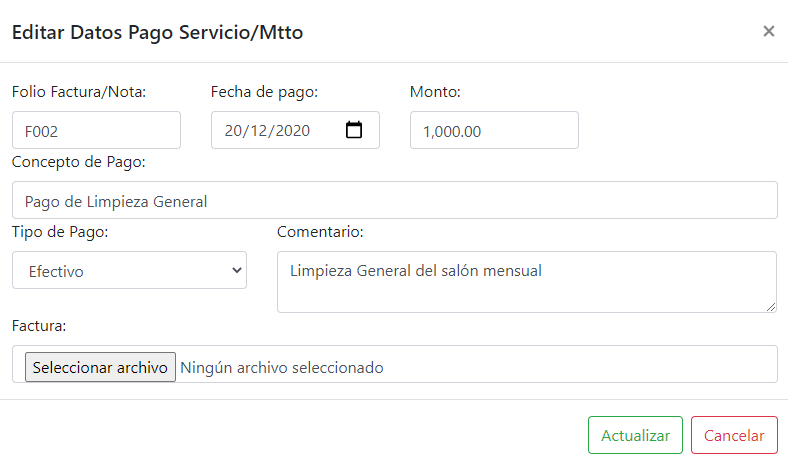 Editar Datos Pago Servicio/Mtto ×
Folio Factura/Nota: Fecha de pago: Monto:
F002 20/12/2020 1,000.00
Concepto de Pago:
Pago de Limpieza General
Tipo de Pago: Comentario:
Efectivo Limpieza General del salón mensual
Factura:
Seleccionar archivo Ningún archivo seleccionado
Actualizar Cancelar